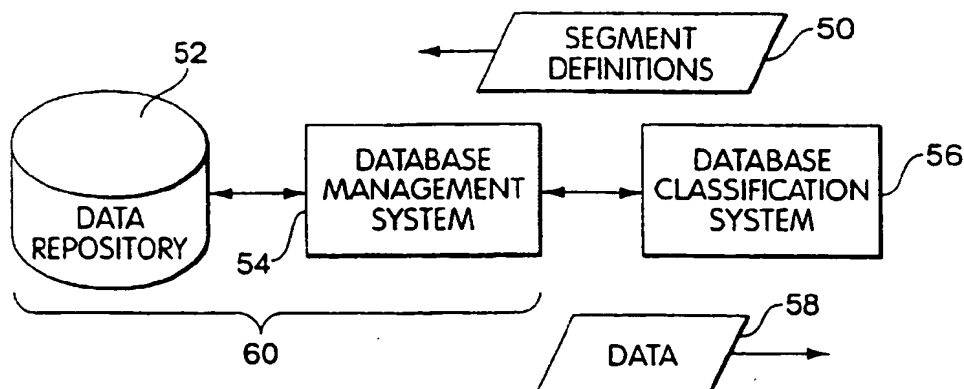 SEGMENT
DEFINITIONS
50
52
DATABASE
MANAGEMENT
SYSTEM
DATABASE
CLASSIFICATION
SYSTEM
56
DATA
REPOSITORY
54
60
58
DATA